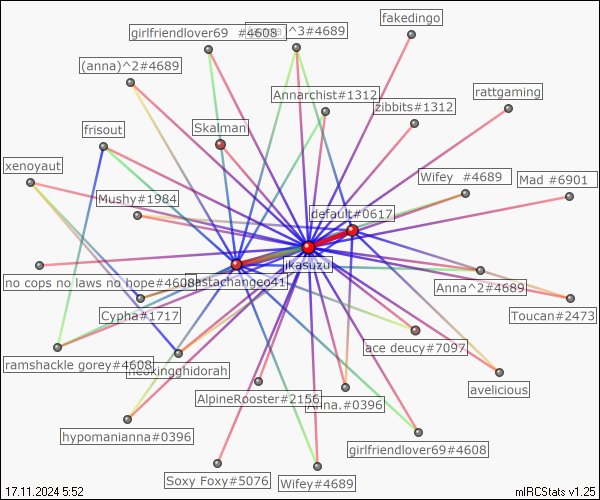 fakedingo
girlfriendlover69 #4608
^3#4689
(anna)^2#4689
rattgaming
Annarchist#1312
zibbits#1312
frisout
Skalman
xenoyaut
Wifey #4689
Mad #6901
Mushy#1984
default#0617
ikasuzu
no cops no laws no hope#4608
Anna^2#4689
Cypha#1717
Toucan#2473
ace deucy#7097
ramshackle gorey#4608
neokingghidorah
avelicious
AlpineRooster#2156
Anna.#0396
hypomanianna#0396
girlfriendlover69#4608
Soxy Foxy#5076
Wifey#4689
17.11.2024 5:52
mIRCStats v1.25